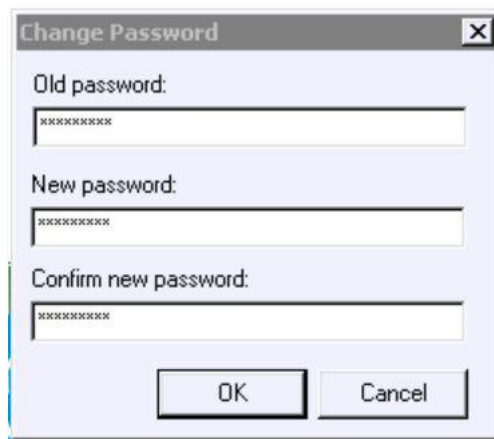 Change Password
Old password:
*********
New password:
*********
Confirm new password:
*********
OK Cancel